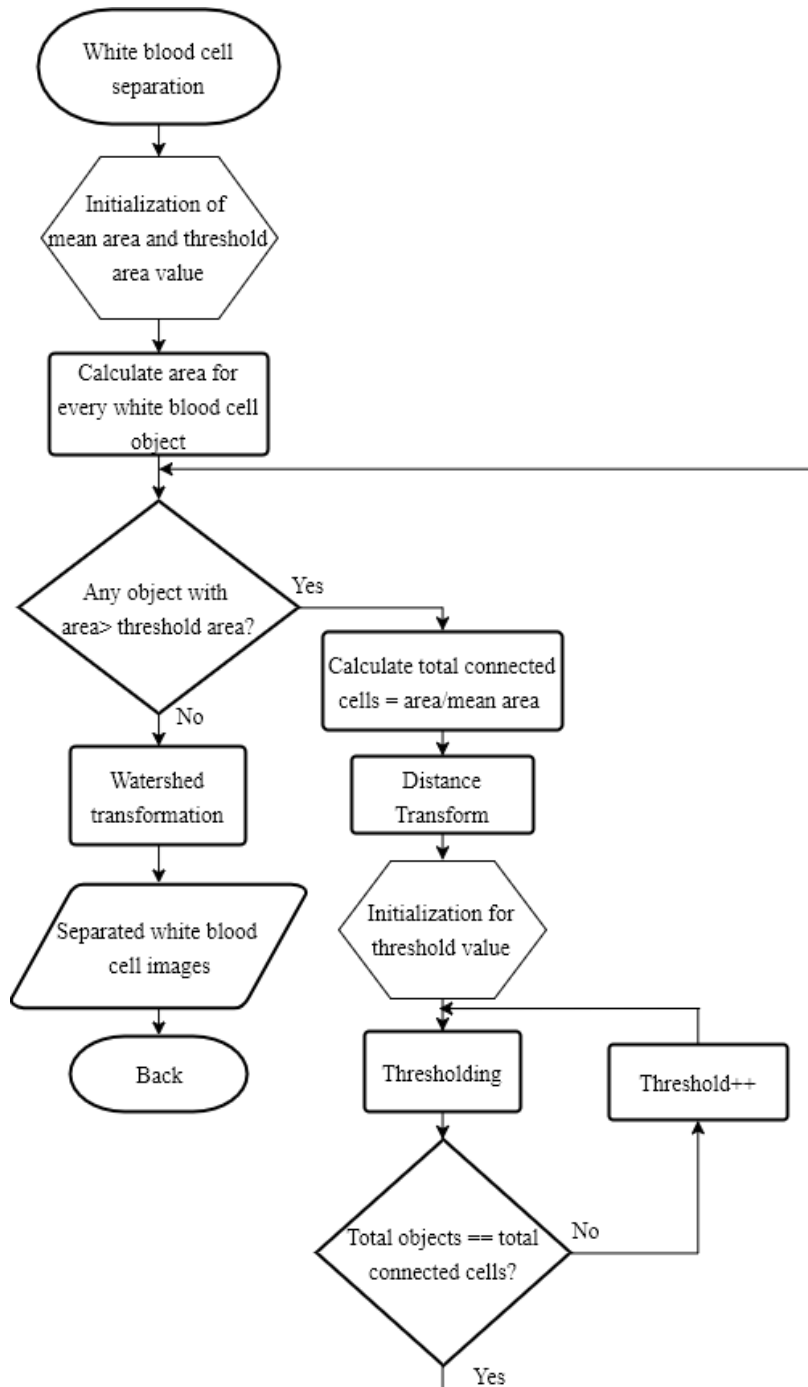 White blood cell
separation
Initialization of
mean area and threshold
area value
Calculate area for
every white blood cell
object
Any object with
area> threshold area?
Yes
No
Calculate total connected
cells = area/mean area
Watershed
transformation
Distance
Transform
Separated white blood
cell images
Initialization for
threshold value
Back
Thresholding
Threshold++
Total objects == total
connected cells?
No
Yes